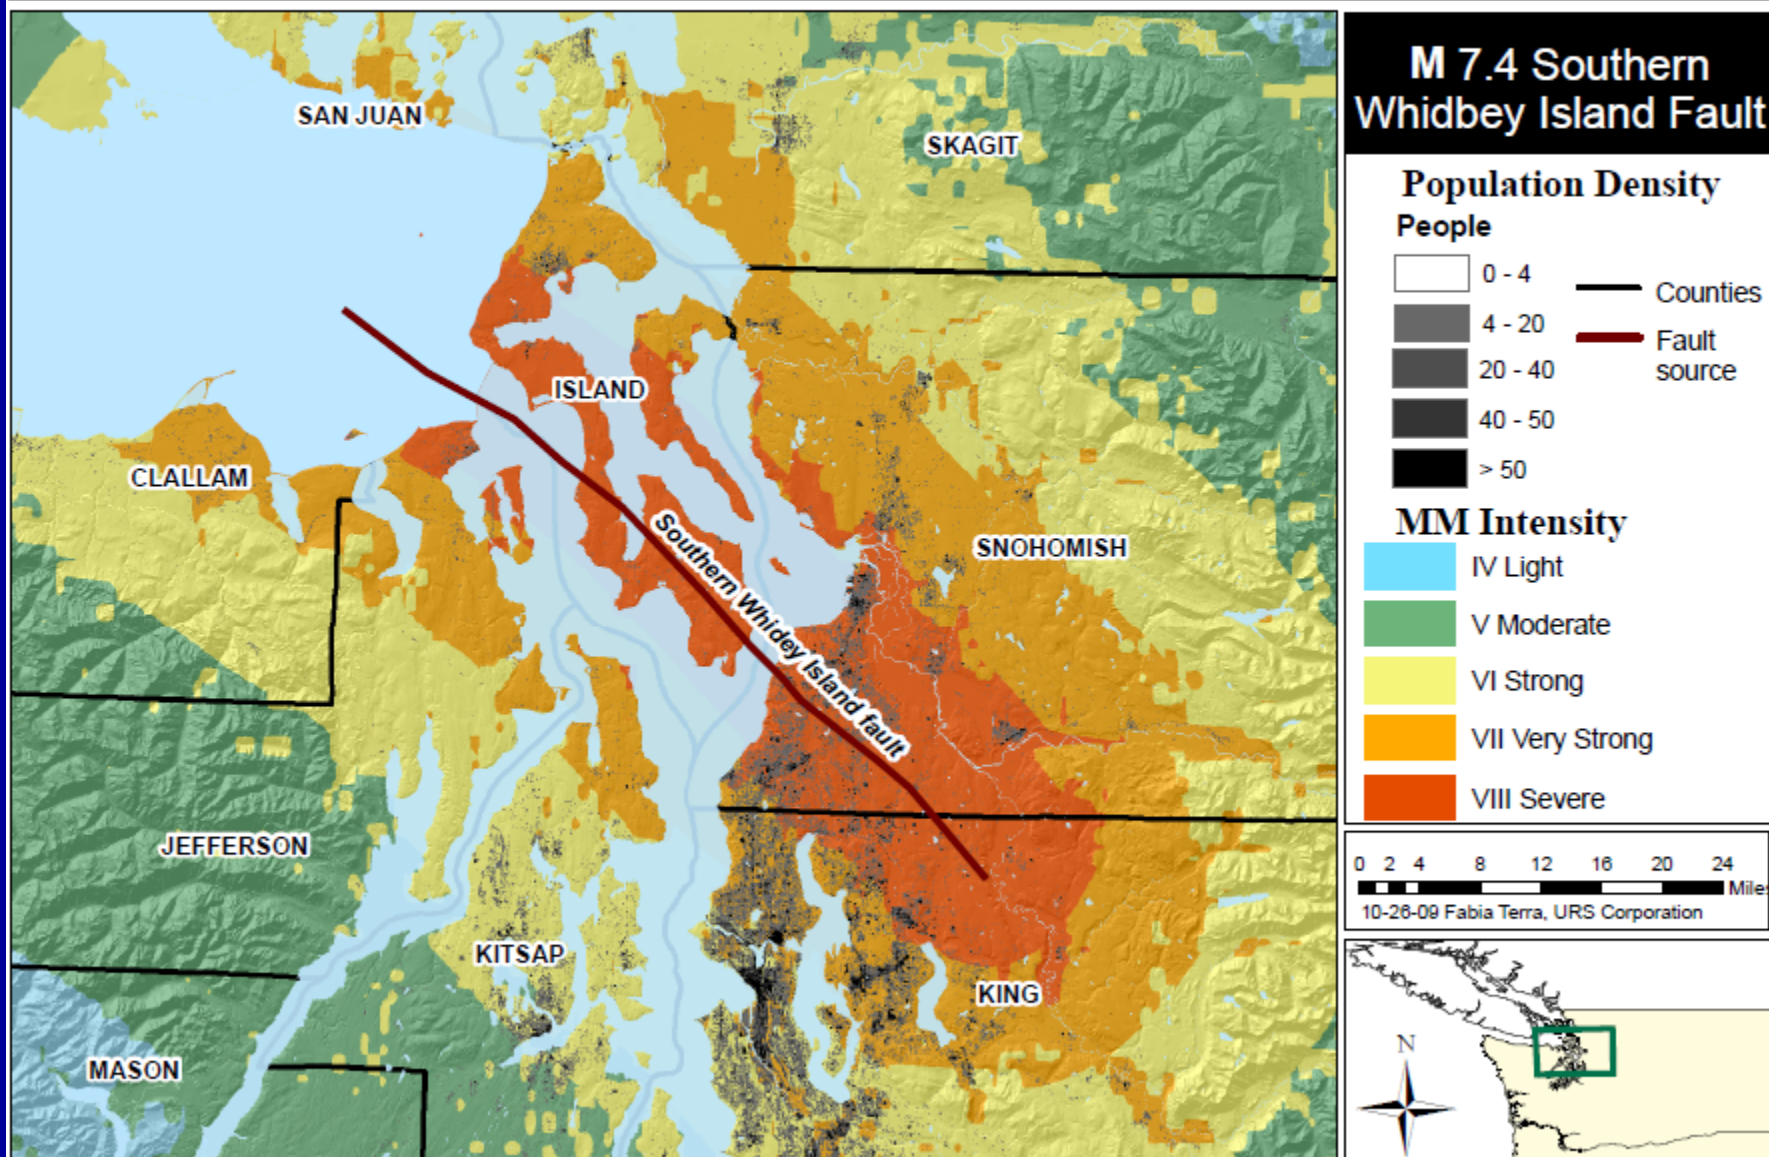 M 7.4 Southern
Whidbey Island Fault
Population Density
People
0 - 4
4 - 20
20 - 40
40 - 50
> 50
Counties
Fault
source
MM Intensity
IV Light
V Moderate
VI Strong
VII Very Strong
VIII Severe
0 2 4 8 12 16 20 24
Miles
10-26-09 Fabia Terra, URS Corporation
N
SAN JUAN
SKAGIT
ISLAND
CLALLAM
SNOHOMISH
Southern Whidey Island fault
JEFFERSON
KITSAP
KING
MASON